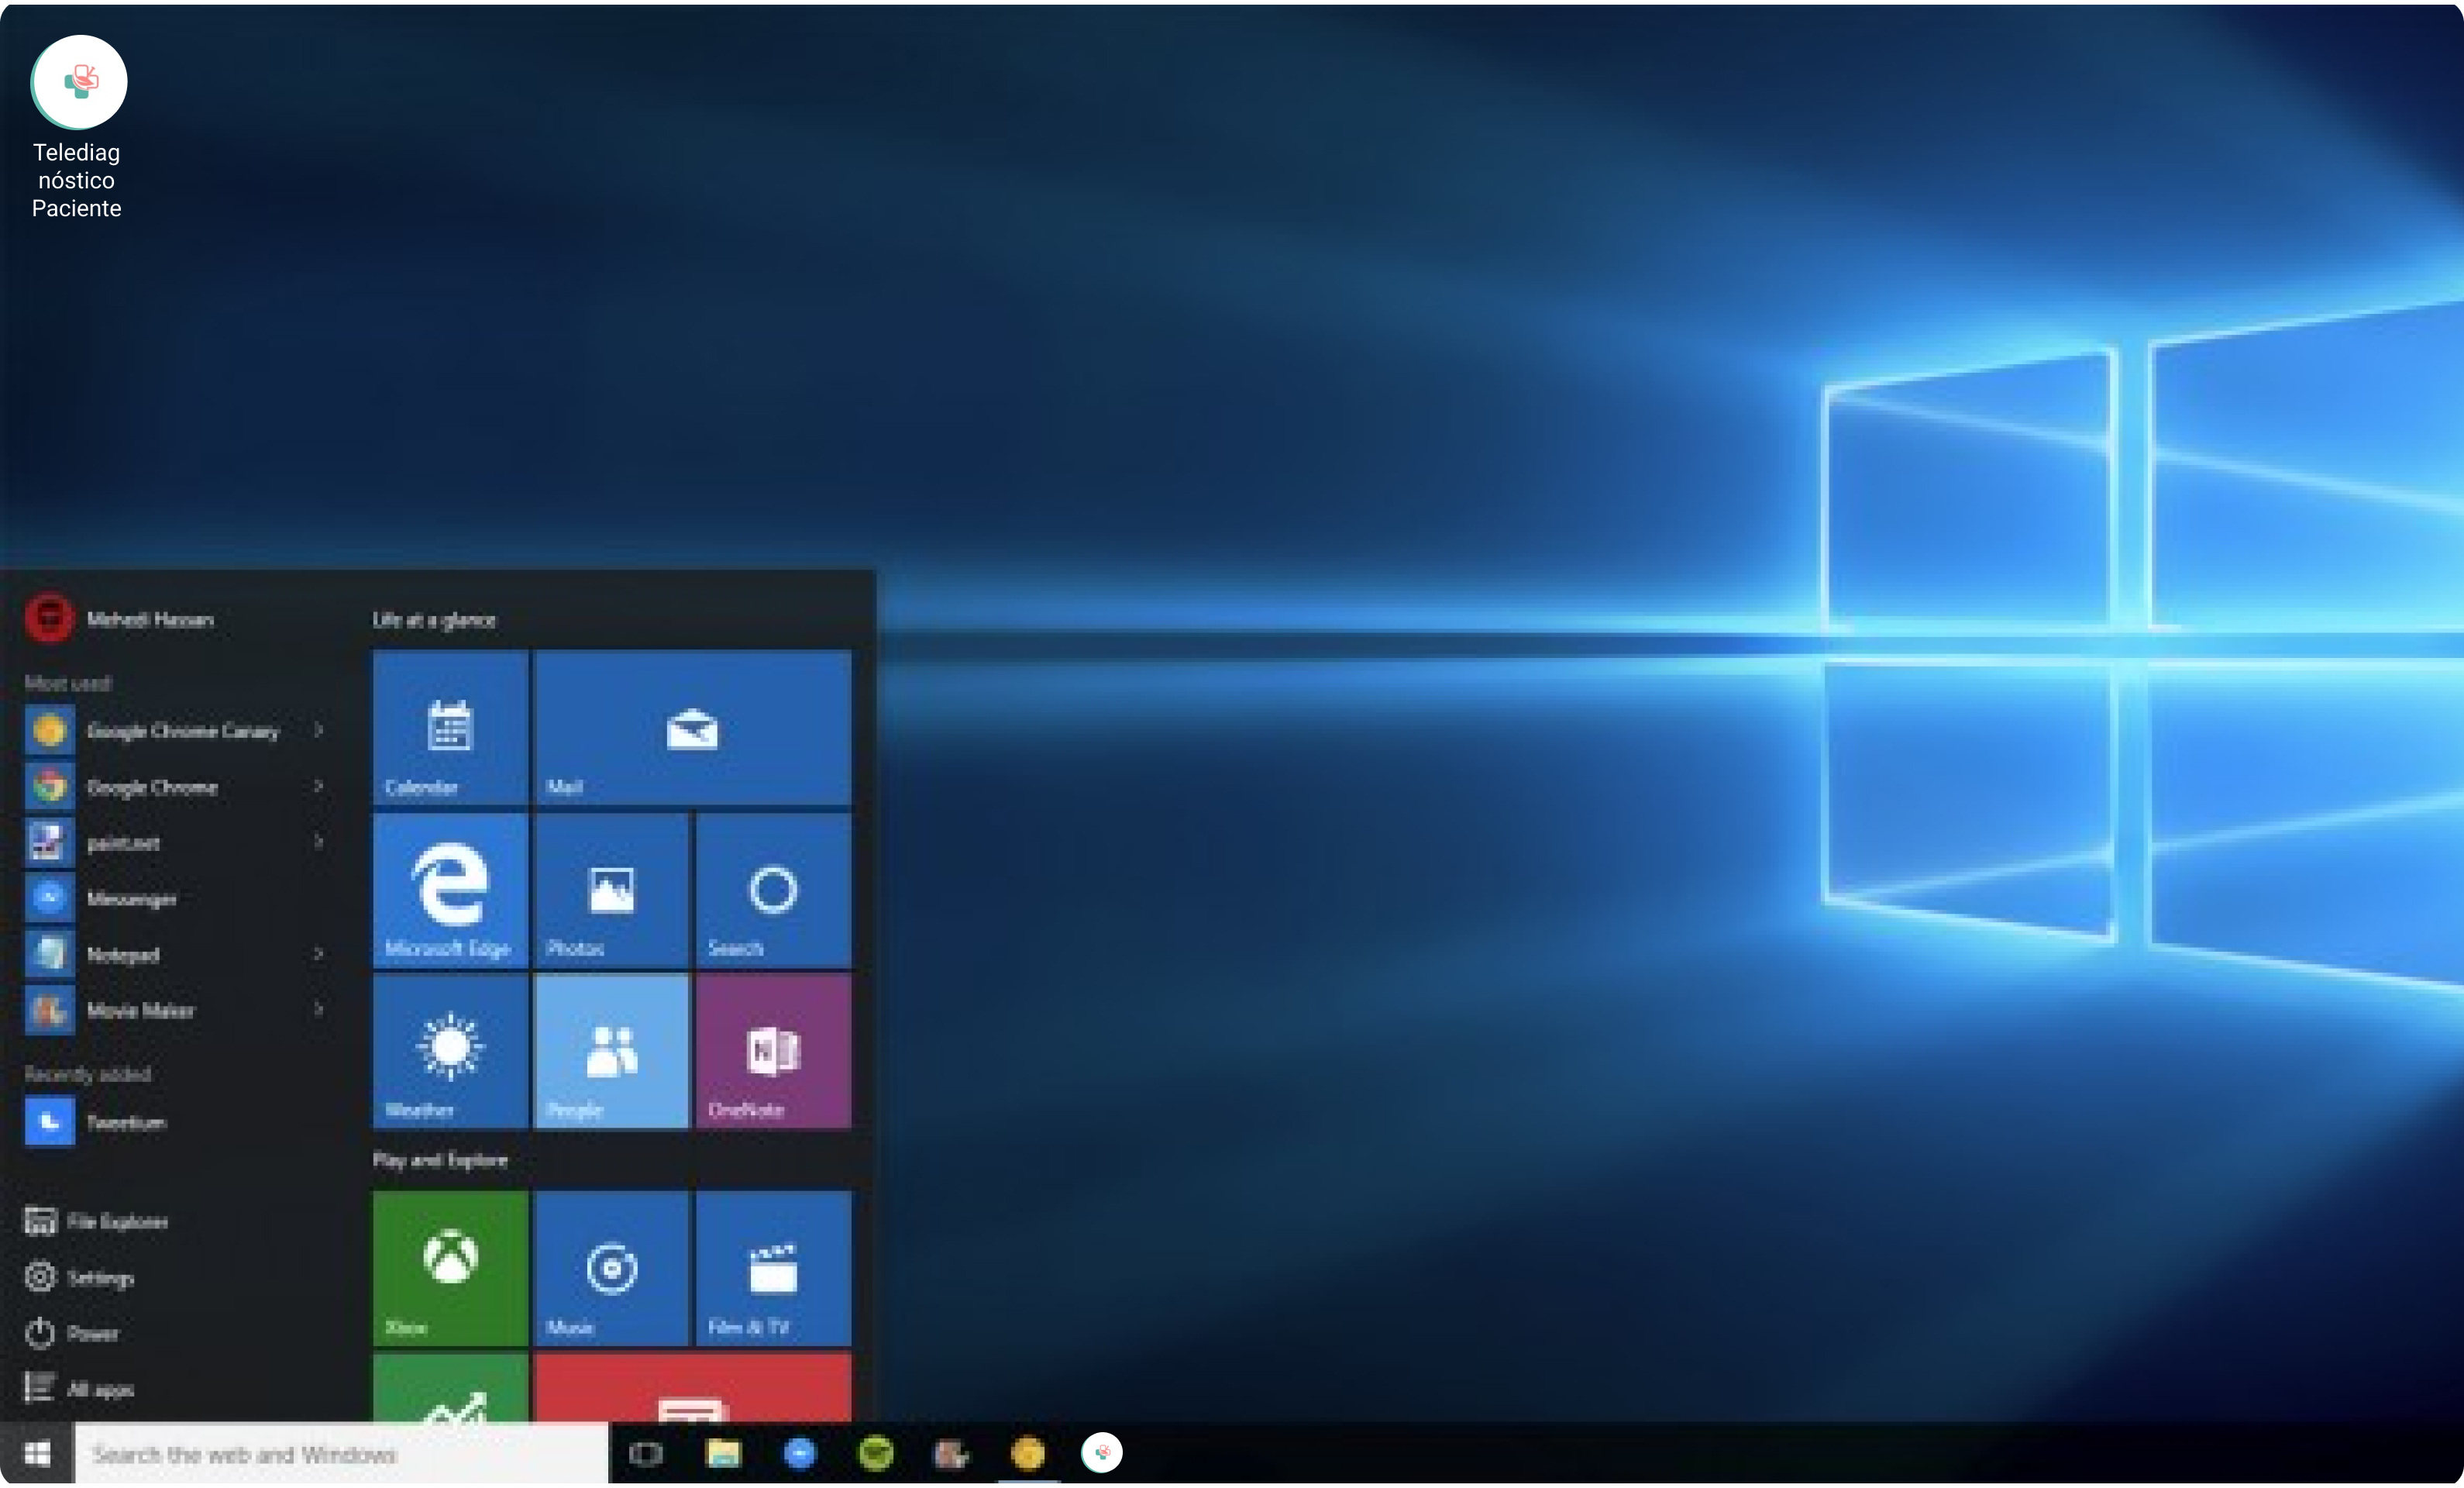 Telediag
nóstico
Paciente
Mehedi Hassan
Life at a glance
Most used
Google Chrome Canary
Google Chrome
paint.net
Messenger
Notepad
Movie Maker
Recently added
Tweetium
File Explorer
Settings
Power
All apps
Calendar
Mail
Microsoft Edge
Photos
Search
Weather
People
OneNote
Play and Explore
Xbox
Music
Film & TV
Search the web and Windows